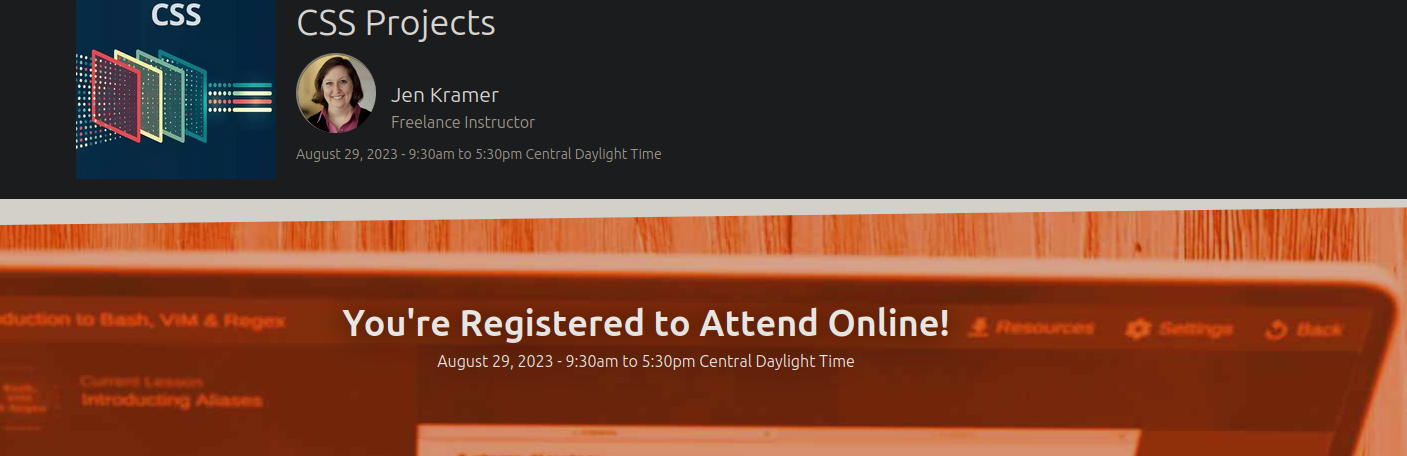 CSS
CSS Projects
Jen Kramer
Freelance Instructor
August 29, 2023 - 9:30am to 5:30pm Central Daylight Time
You're Registered to Attend Online!
August 29, 2023 - 9:30am to 5:30pm Central Daylight Time
duction to Bash, VIM & Regex
Resources
Settings
Back
Current Lesson
Introducting Aliases